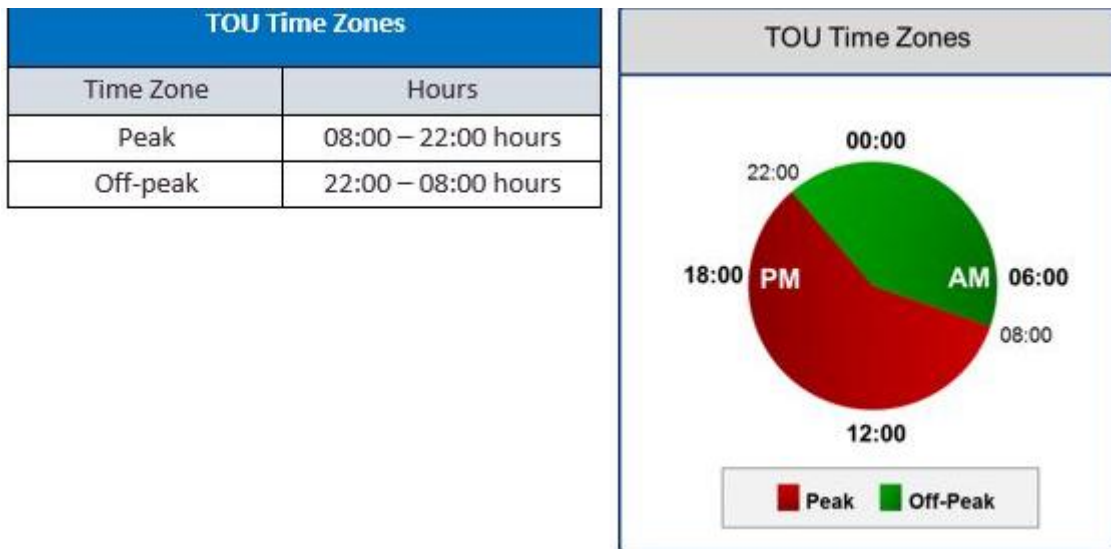 TOU Time Zones
Time Zone Hours
Peak 08:00 – 22:00 hours
Off-peak 22:00 – 08:00 hours
TOU Time Zones
00:00
22:00
18:00 PM AM 06:00
08:00
12:00
Peak Off-Peak